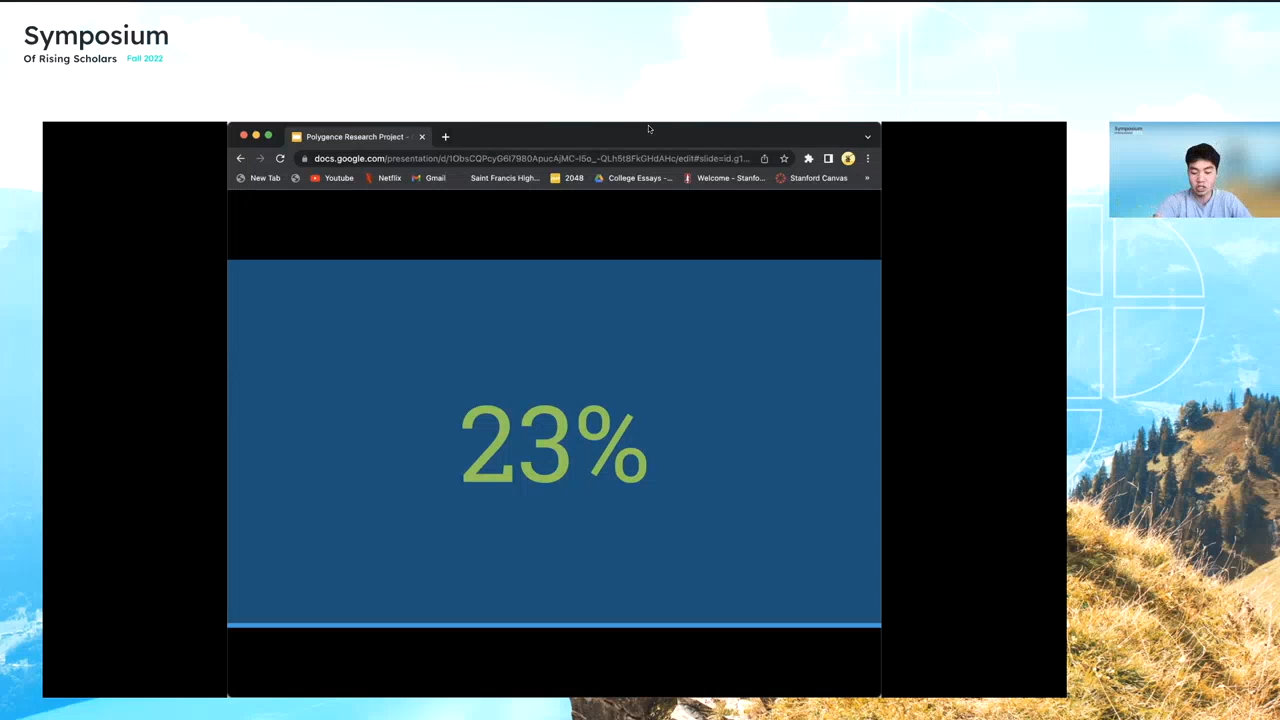 Symposium
Of Rising Scholars Fall 2022
Polygence Research Project -
New Tab Youtube Netflix Gmail Saint Francis High... 2048 College Essays -... Welcome - Stanfo... Stanford Canvas »
23%
Symposium